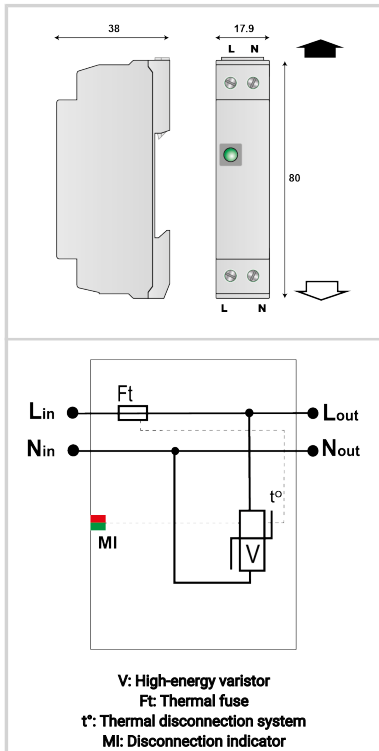 38
17.9
L N
80
L N
Ft
Lin
Lout
Nin
Nout
t°
MI
V
V: High-energy varistor
Ft: Thermal fuse
t°: Thermal disconnection system
MI: Disconnection indicator